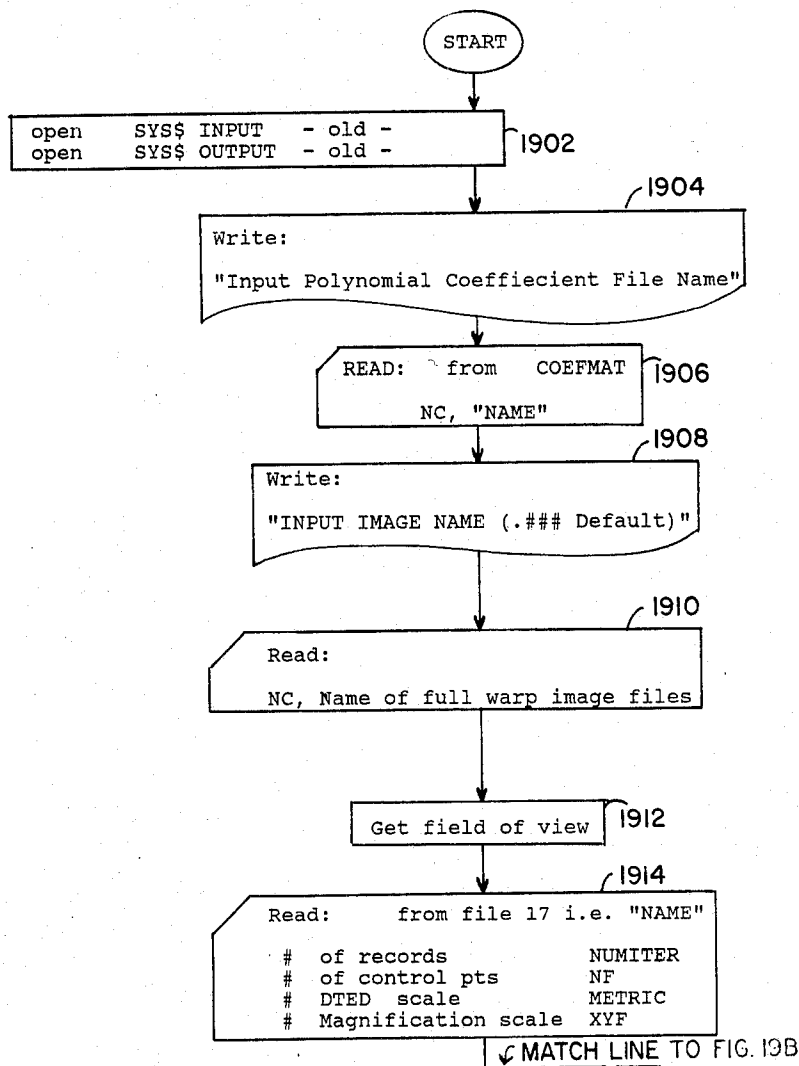 START
open SYS$ INPUT - old -
open SYS$ OUTPUT - old -
1902
1904
Write:
"Input Polynomial Coeffiecient File Name"
READ: from COEFMAT
1906
NC, "NAME"
1908
Write:
"INPUT IMAGE NAME (.### Default)"
1910
Read:
NC, Name of full warp image files
Get field of view
1912
1914
Read: from file 17 i.e. "NAME"
# of records NUMITER
# of control pts NF
# DTED scale METRIC
# Magnification scale XYF
MATCH LINE TO FIG. 19B